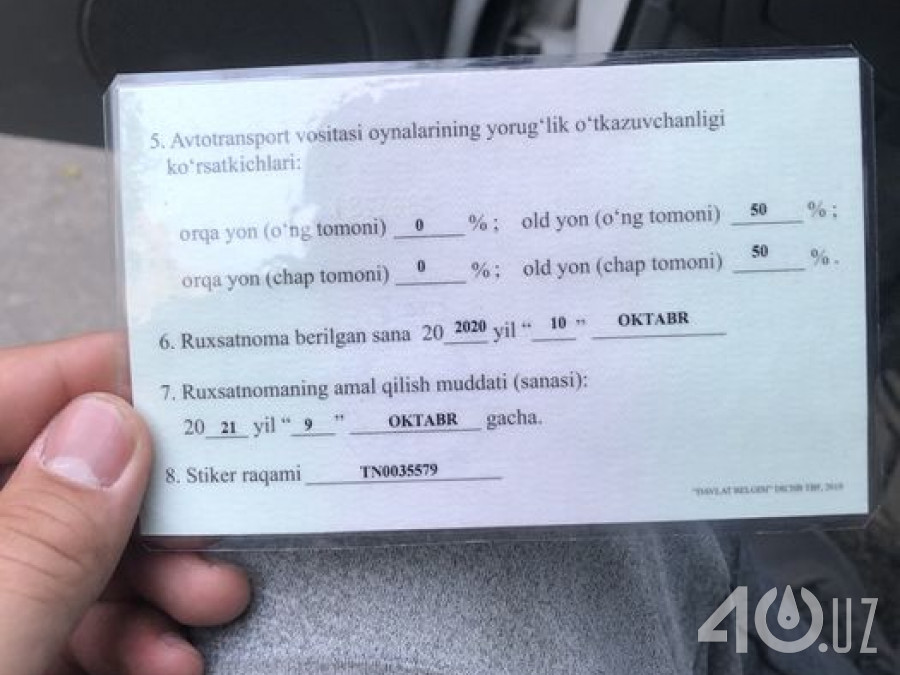 5. Avtotransport vositasi oynalarining yorug‘lik o‘tkazuvchanligi
ko‘rsatkichlari:
orqa yon (o‘ng tomoni) 0 % ; old yon (o‘ng tomoni) 50 % ;
orqa yon (chap tomoni) 0 % ; old yon (chap tomoni) 50 % .
6. Ruxsatnoma berilgan sana 20 2020 yil “ 10 ” OKTABR
7. Ruxsatnomaning amal qilish muddati (sanasi):
20 21 yil “ 9 ” OKTABR gacha.
8. Stiker raqami TN0035579
"DAVLAT BELGISI"
40.UZ